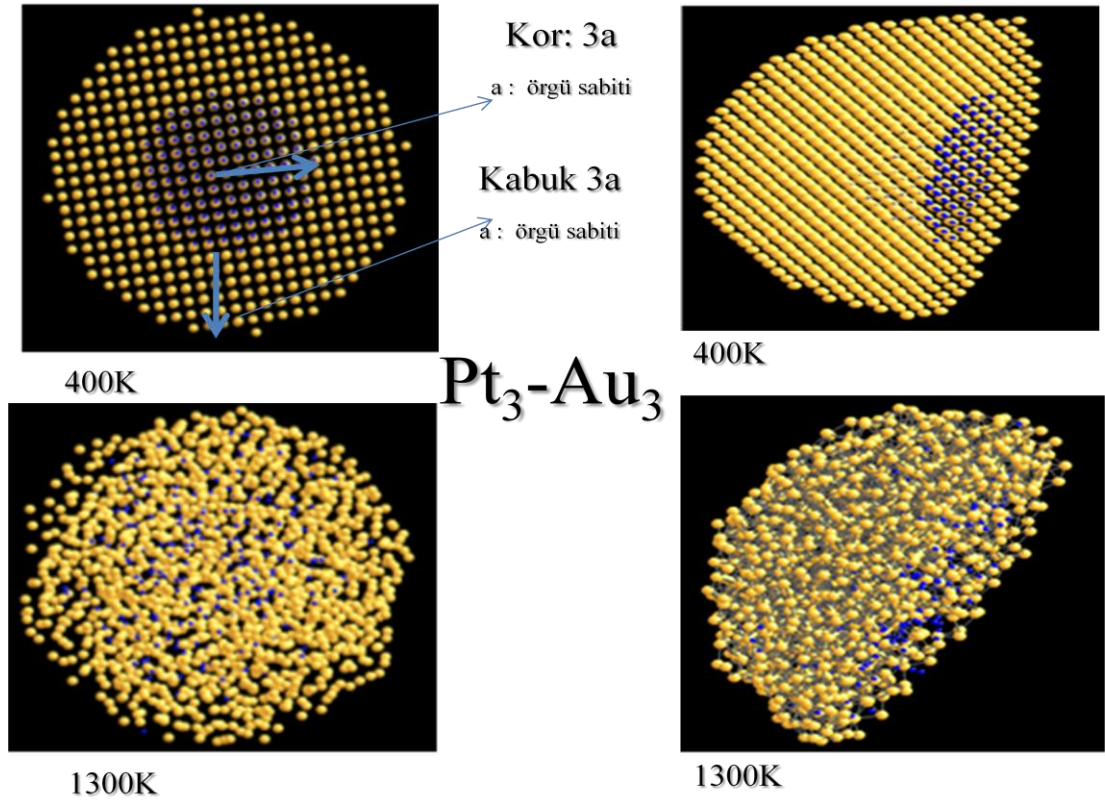 Kor: 3a
a : örgü sabiti
Kabuk 3a
a : örgü sabiti
400K
400K
Pt₃-Au₃
1300K
1300K